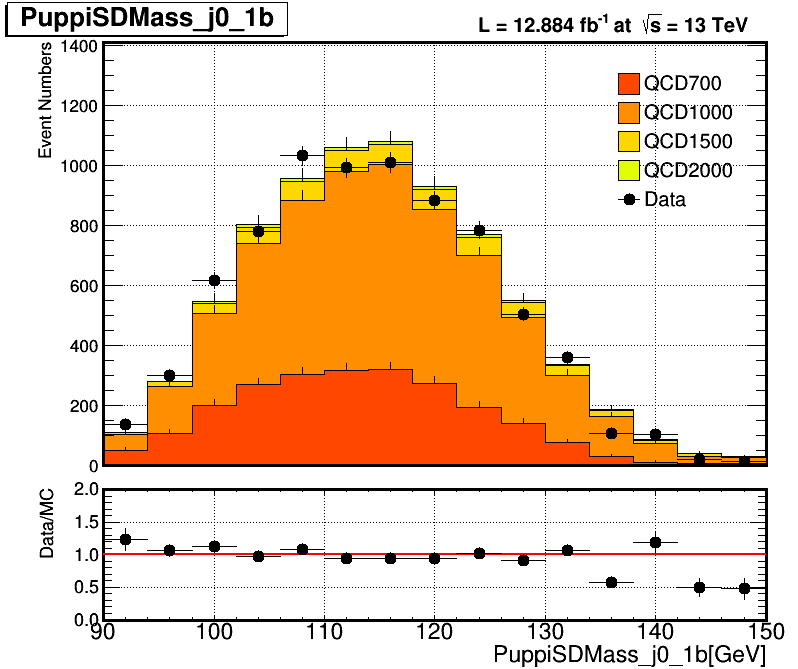 PuppiSDMass_j0_1b
L = 12.884 fb⁻¹ at √s = 13 TeV
Event Numbers
1400
1200
1000
800
600
400
200
0
QCD700
QCD1000
QCD1500
QCD2000
Data
Data/MC
2.0
1.5
1.0
0.5
0.0
90 100 110 120 130 140 150
PuppiSDMass_j0_1b[GeV]